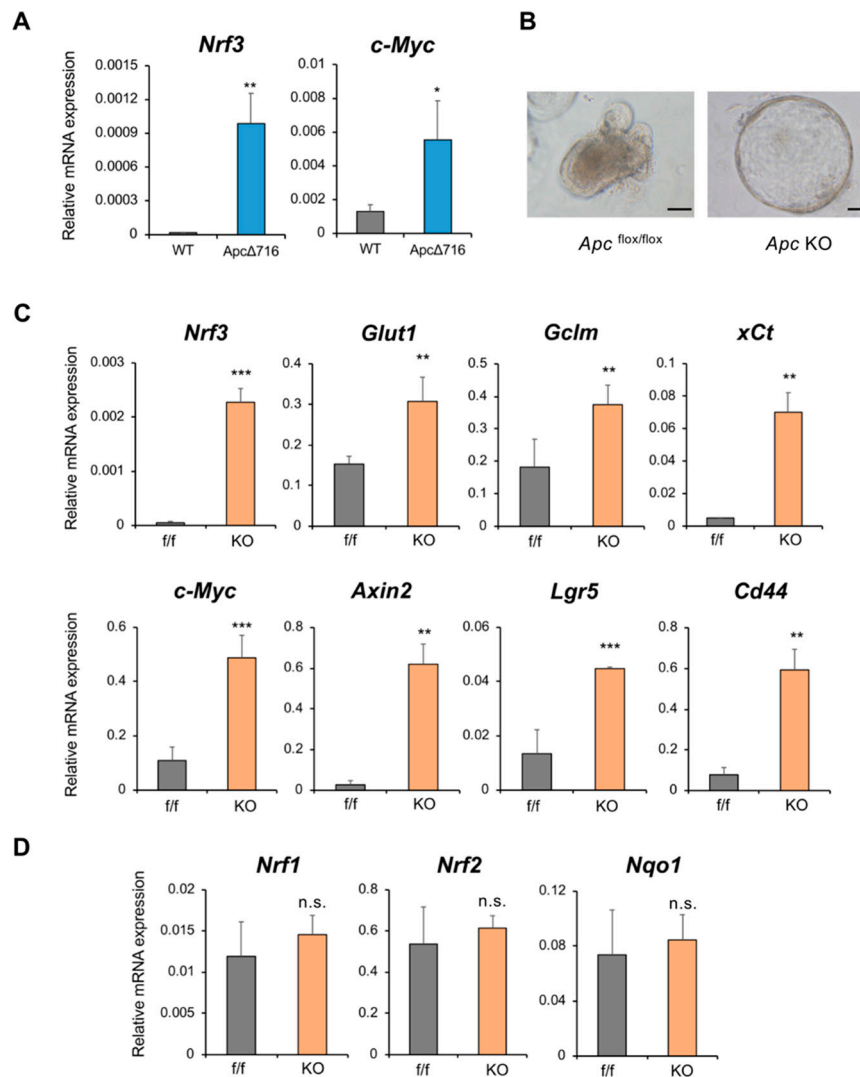 A
Nrf3
c-Myc
Relative mRNA expression
0.0015
0.0012
0.0009
0.0006
0.0003
0
**
WT
ApcΔ716
0.01
0.008
0.006
0.004
0.002
0
*
WT
ApcΔ716
B
Apc flox/flox
Apc KO
C
Nrf3
Glut1
Gclm
xCt
Relative mRNA expression
0.003
0.002
0.001
0
***
f/f
KO
0.4
0.3
0.2
0.1
0
**
f/f
KO
0.5
0.4
0.3
0.2
0.1
0
**
f/f
KO
0.1
0.08
0.06
0.04
0.02
0
**
f/f
KO
c-Myc
Axin2
Lgr5
Cd44
Relative mRNA expression
0.6
0.4
0.2
0
***
f/f
KO
0.8
0.6
0.4
0.2
0
**
f/f
KO
0.06
0.04
0.02
0
***
f/f
KO
0.8
0.6
0.4
0.2
0
**
f/f
KO
D
Nrf1
Nrf2
Nqo1
Relative mRNA expression
0.02
0.015
0.01
0.005
0
n.s.
f/f
KO
0.8
0.6
0.4
0.2
0
n.s.
f/f
KO
0.12
0.08
0.04
0
n.s.
f/f
KO